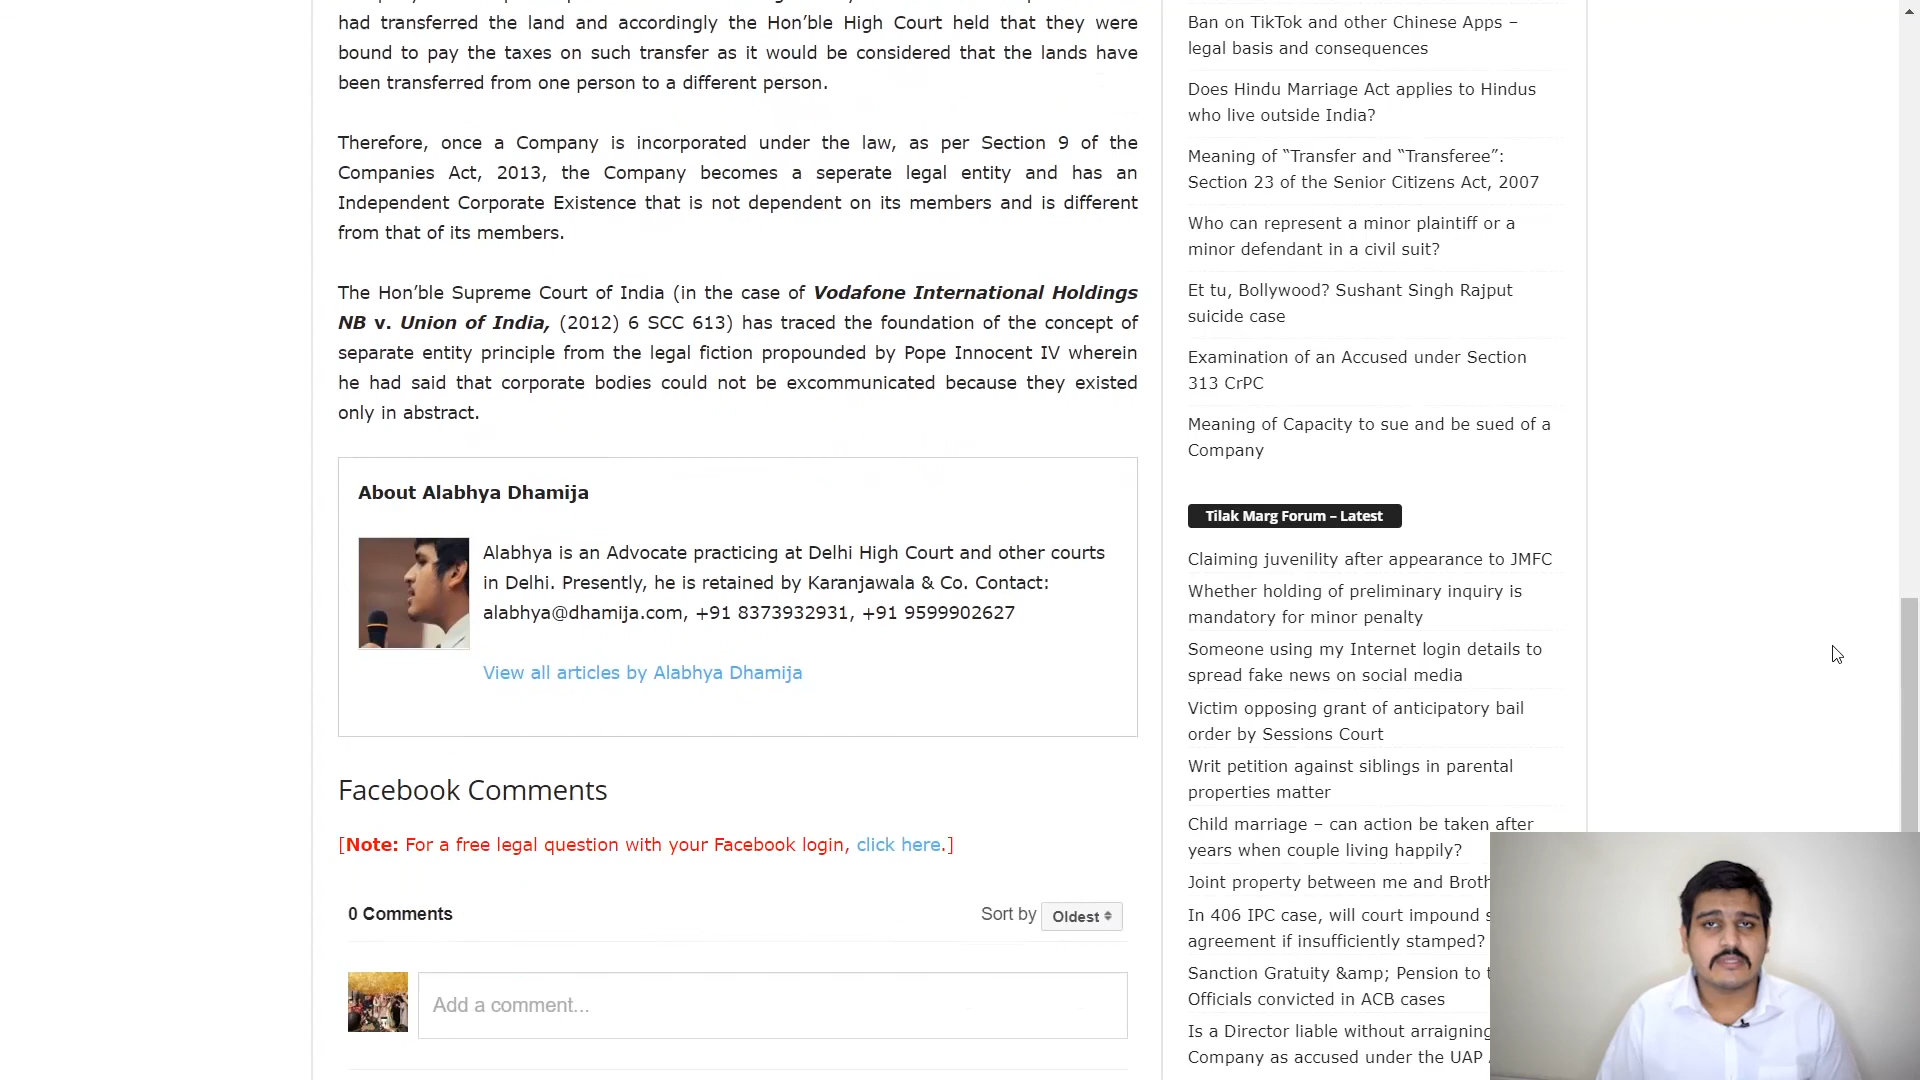 had transferred the land and accordingly the Hon’ble High Court held that they were
bound to pay the taxes on such transfer as it would be considered that the lands have
been transferred from one person to a different person.
Therefore, once a Company is incorporated under the law, as per Section 9 of the
Companies Act, 2013, the Company becomes a seperate legal entity and has an
Independent Corporate Existence that is not dependent on its members and is different
from that of its members.
The Hon’ble Supreme Court of India (in the case of Vodafone International Holdings
NB v. Union of India, (2012) 6 SCC 613) has traced the foundation of the concept of
separate entity principle from the legal fiction propounded by Pope Innocent IV wherein
he had said that corporate bodies could not be excommunicated because they existed
only in abstract.
About Alabhya Dhamija
Alabhya is an Advocate practicing at Delhi High Court and other courts
in Delhi. Presently, he is retained by Karanjawala & Co. Contact:
alabhya@dhamija.com, +91 8373932931, +91 9599902627
View all articles by Alabhya Dhamija
Facebook Comments
[Note: For a free legal question with your Facebook login, click here.]
0 Comments
Sort by Oldest
Add a comment...
Ban on TikTok and other Chinese Apps –
legal basis and consequences
Does Hindu Marriage Act applies to Hindus
who live outside India?
Meaning of “Transfer and “Transferee”:
Section 23 of the Senior Citizens Act, 2007
Who can represent a minor plaintiff or a
minor defendant in a civil suit?
Et tu, Bollywood? Sushant Singh Rajput
suicide case
Examination of an Accused under Section
313 CrPC
Meaning of Capacity to sue and be sued of a
Company
Tilak Marg Forum – Latest
Claiming juvenility after appearance to JMFC
Whether holding of preliminary inquiry is
mandatory for minor penalty
Someone using my Internet login details to
spread fake news on social media
Victim opposing grant of anticipatory bail
order by Sessions Court
Writ petition against siblings in parental
properties matter
Child marriage – can action be taken after
years when couple living happily?
Joint property between me and
In 406 IPC case, will court impound
agreement if insufficiently stamped?
Sanction Gratuity &amp; Pension to
Officials convicted in ACB cases
Is a Director liable without arraigning
Company as accused under the UAP